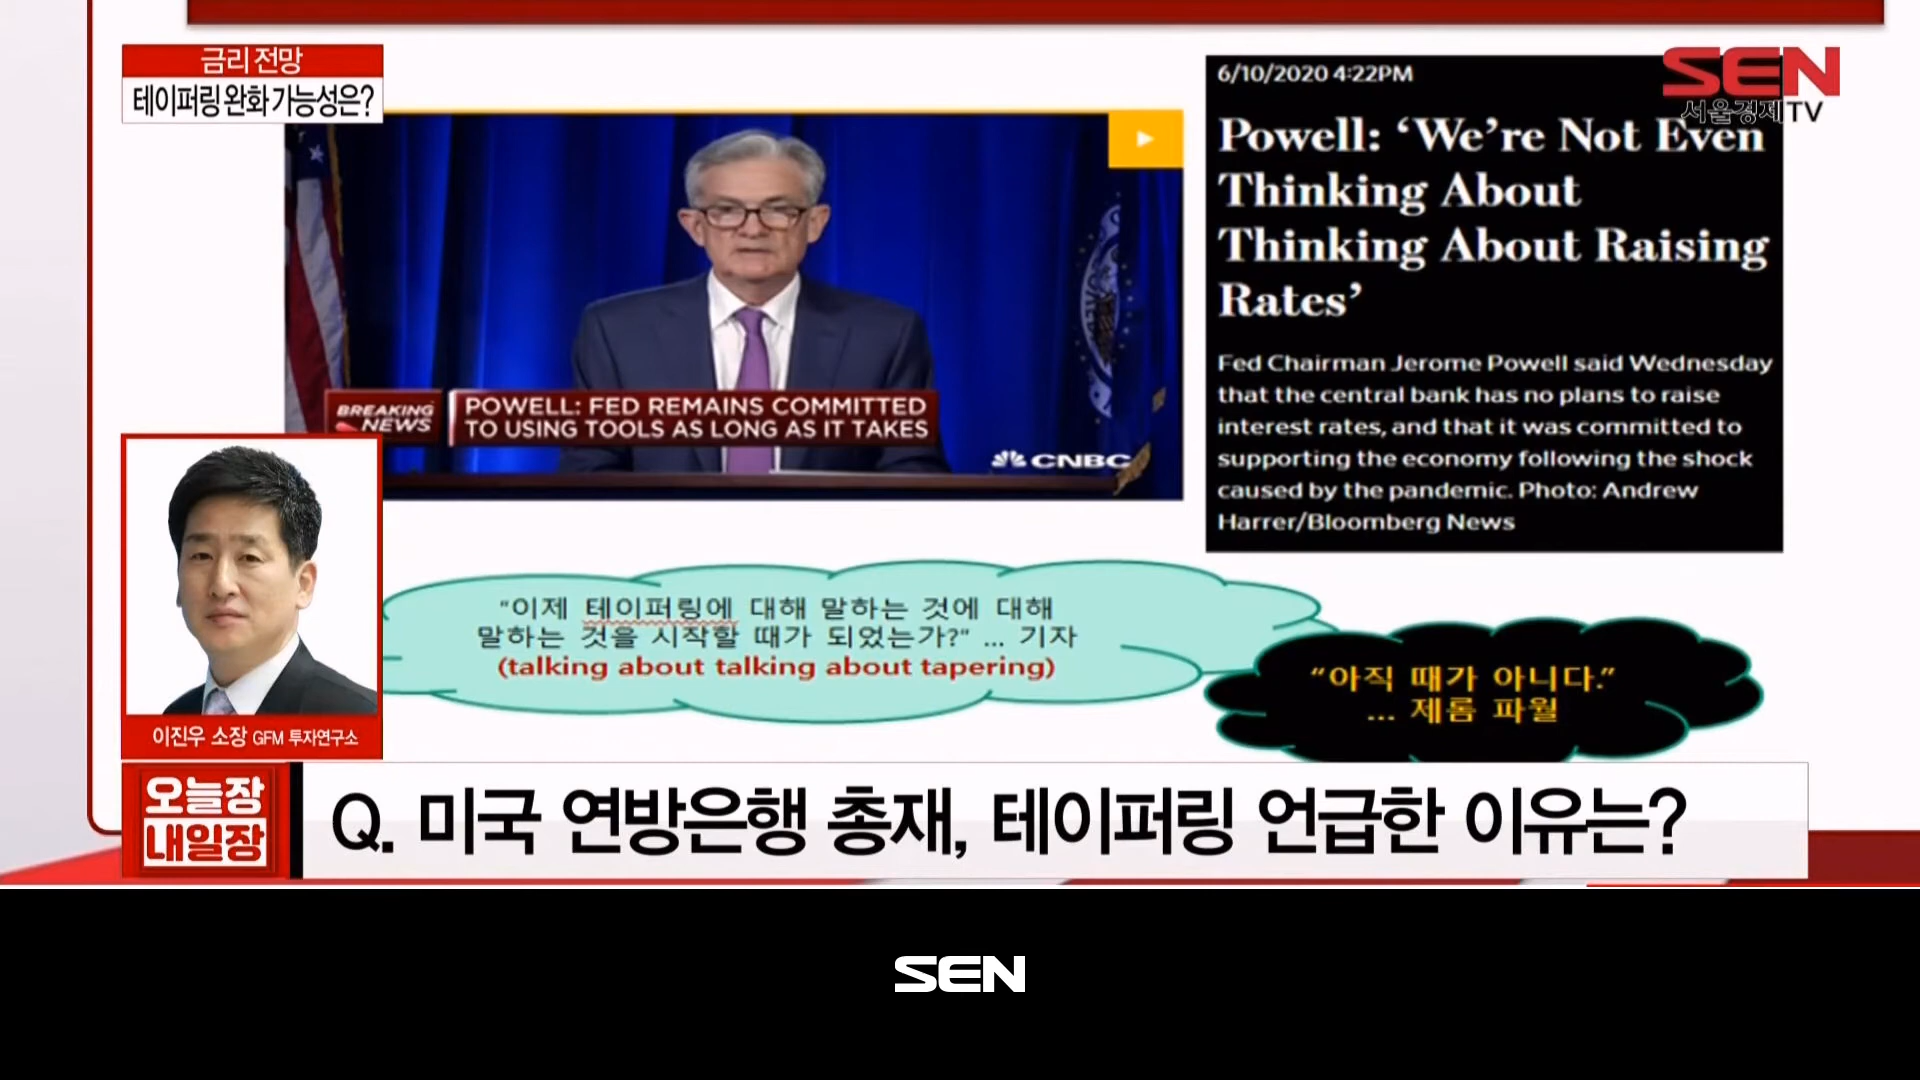 금리 전망
테이퍼링 완화 가능성은?
SEN
서울경제TV
6/10/2020 4:22PM
Powell: ‘We’re Not Even
Thinking About
Thinking About Raising
Rates’
Fed Chairman Jerome Powell said Wednesday
that the central bank has no plans to raise
interest rates, and that it was committed to
supporting the economy following the shock
caused by the pandemic. Photo: Andrew
Harrer/Bloomberg News
BREAKING
NEWS
POWELL: FED REMAINS COMMITTED
TO USING TOOLS AS LONG AS IT TAKES
CNBC
“이제 테이퍼링에 대해 말하는 것에 대해
말하는 것을 시작할 때가 되었는가?” ... 기자
(talking about talking about tapering)
“아직 때가 아니다.”
... 제롬 파월
이진우 소장 GFM 투자연구소
오늘장
내일장
Q. 미국 연방은행 총재, 테이퍼링 언급한 이유는?
SEN